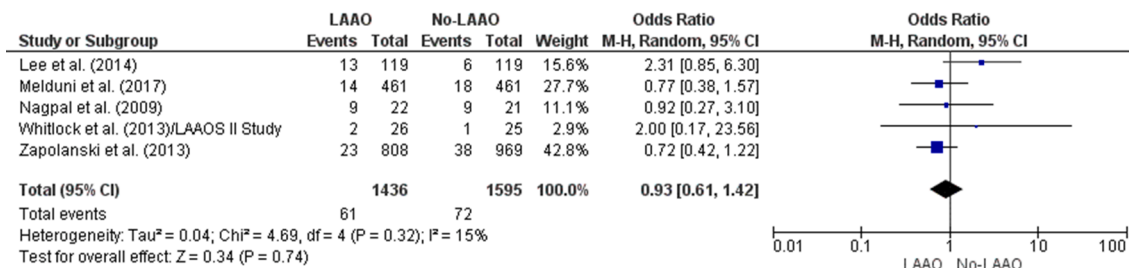 LAAO No-LAAO Odds Ratio Odds Ratio
Study or Subgroup Events Total Events Total Weight M-H, Random, 95% CI M-H, Random, 95% CI
Lee et al. (2014) 13 119 6 119 15.6% 2.31 [0.85, 6.30]
Melduni et al. (2017) 14 461 18 461 27.7% 0.77 [0.38, 1.57]
Nagpal et al. (2009) 9 22 9 21 11.1% 0.92 [0.27, 3.10]
Whitlock et al. (2013)/LAAOS II Study 2 26 1 25 2.9% 2.00 [0.17, 23.56]
Zapolanski et al. (2013) 23 808 38 969 42.8% 0.72 [0.42, 1.22]
Total (95% CI) 1436 1595 100.0% 0.93 [0.61, 1.42]
Total events 61 72
Heterogeneity: Tau² = 0.04; Chi² = 4.69, df = 4 (P = 0.32); I² = 15%
Test for overall effect: Z = 0.34 (P = 0.74)
0.01 0.1 1 10 100
LAAO No-LAAO